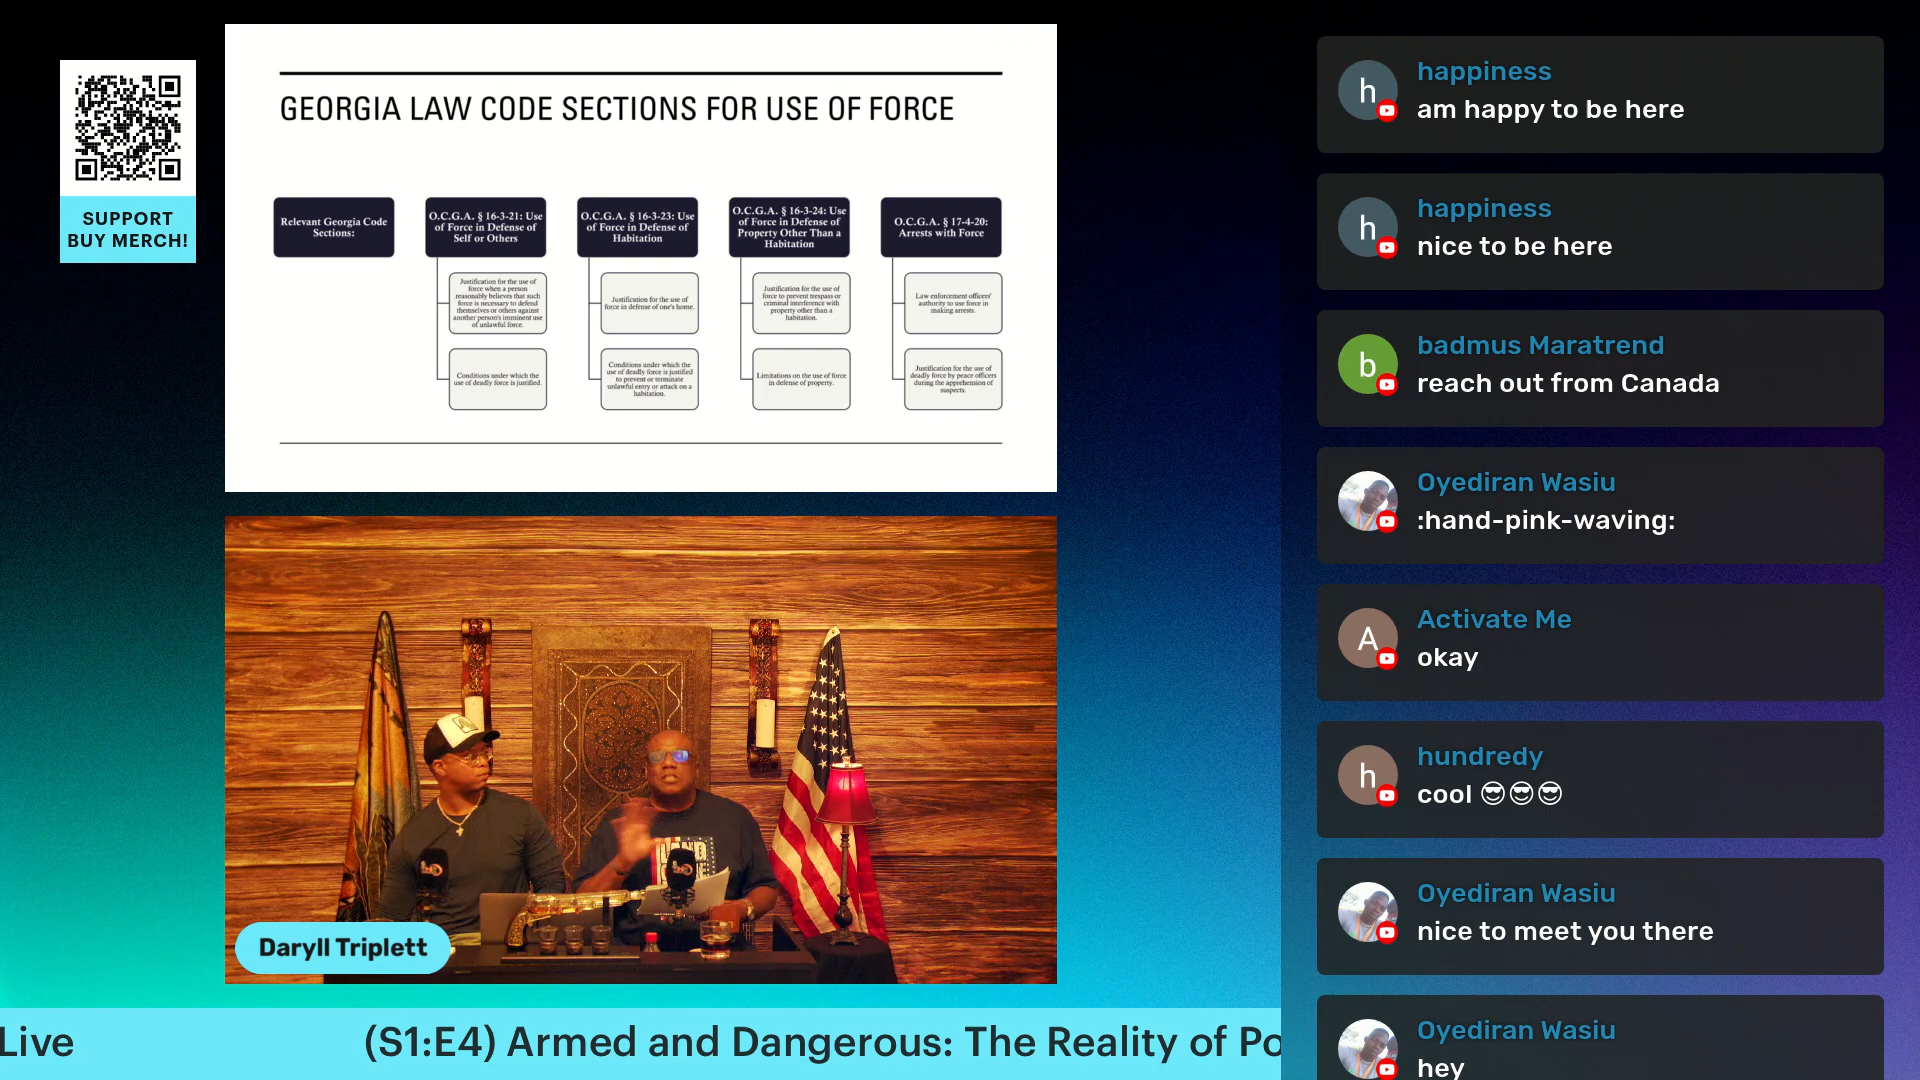 SUPPORT
BUY MERCH!
GEORGIA LAW CODE SECTIONS FOR USE OF FORCE
Relevant Georgia Code
Sections:
O.C.G.A. § 16-3-21: Use
of Force in Defense of
Self or Others
Justification for the use of
force when a person
reasonably believes that such
force is necessary to defend
themselves or others against
another person's imminent use
of unlawful force.
Conditions under which the
use of deadly force is justified.
O.C.G.A. § 16-3-23: Use
of Force in Defense of
Habitation
Justification for the use of
force in defense of one's home.
Conditions under which the
use of deadly force is justified
to prevent or terminate
unlawful entry or attack on a
habitation.
O.C.G.A. § 16-3-24: Use
of Force in Defense of
Property Other Than a
Habitation
Justification for the use of
force to prevent trespass or
criminal interference with
property other than a
habitation.
Limitations on the use of force
in defense of property.
O.C.G.A. § 17-4-20:
Arrests with Force
Law enforcement officers'
authority to use force in
making arrests.
Justification for the use of
deadly force by peace officers
during the apprehension of
suspects.
Daryll Triplett
Live
(S1:E4) Armed and Dangerous: The Reality of Po
h
happiness
am happy to be here
h
happiness
nice to be here
b
badmus Maratrend
reach out from Canada
Oyediran Wasiu
:hand-pink-waving:
A
Activate Me
okay
h
hundredy
cool 😎😎😎
Oyediran Wasiu
nice to meet you there
Oyediran Wasiu
hey